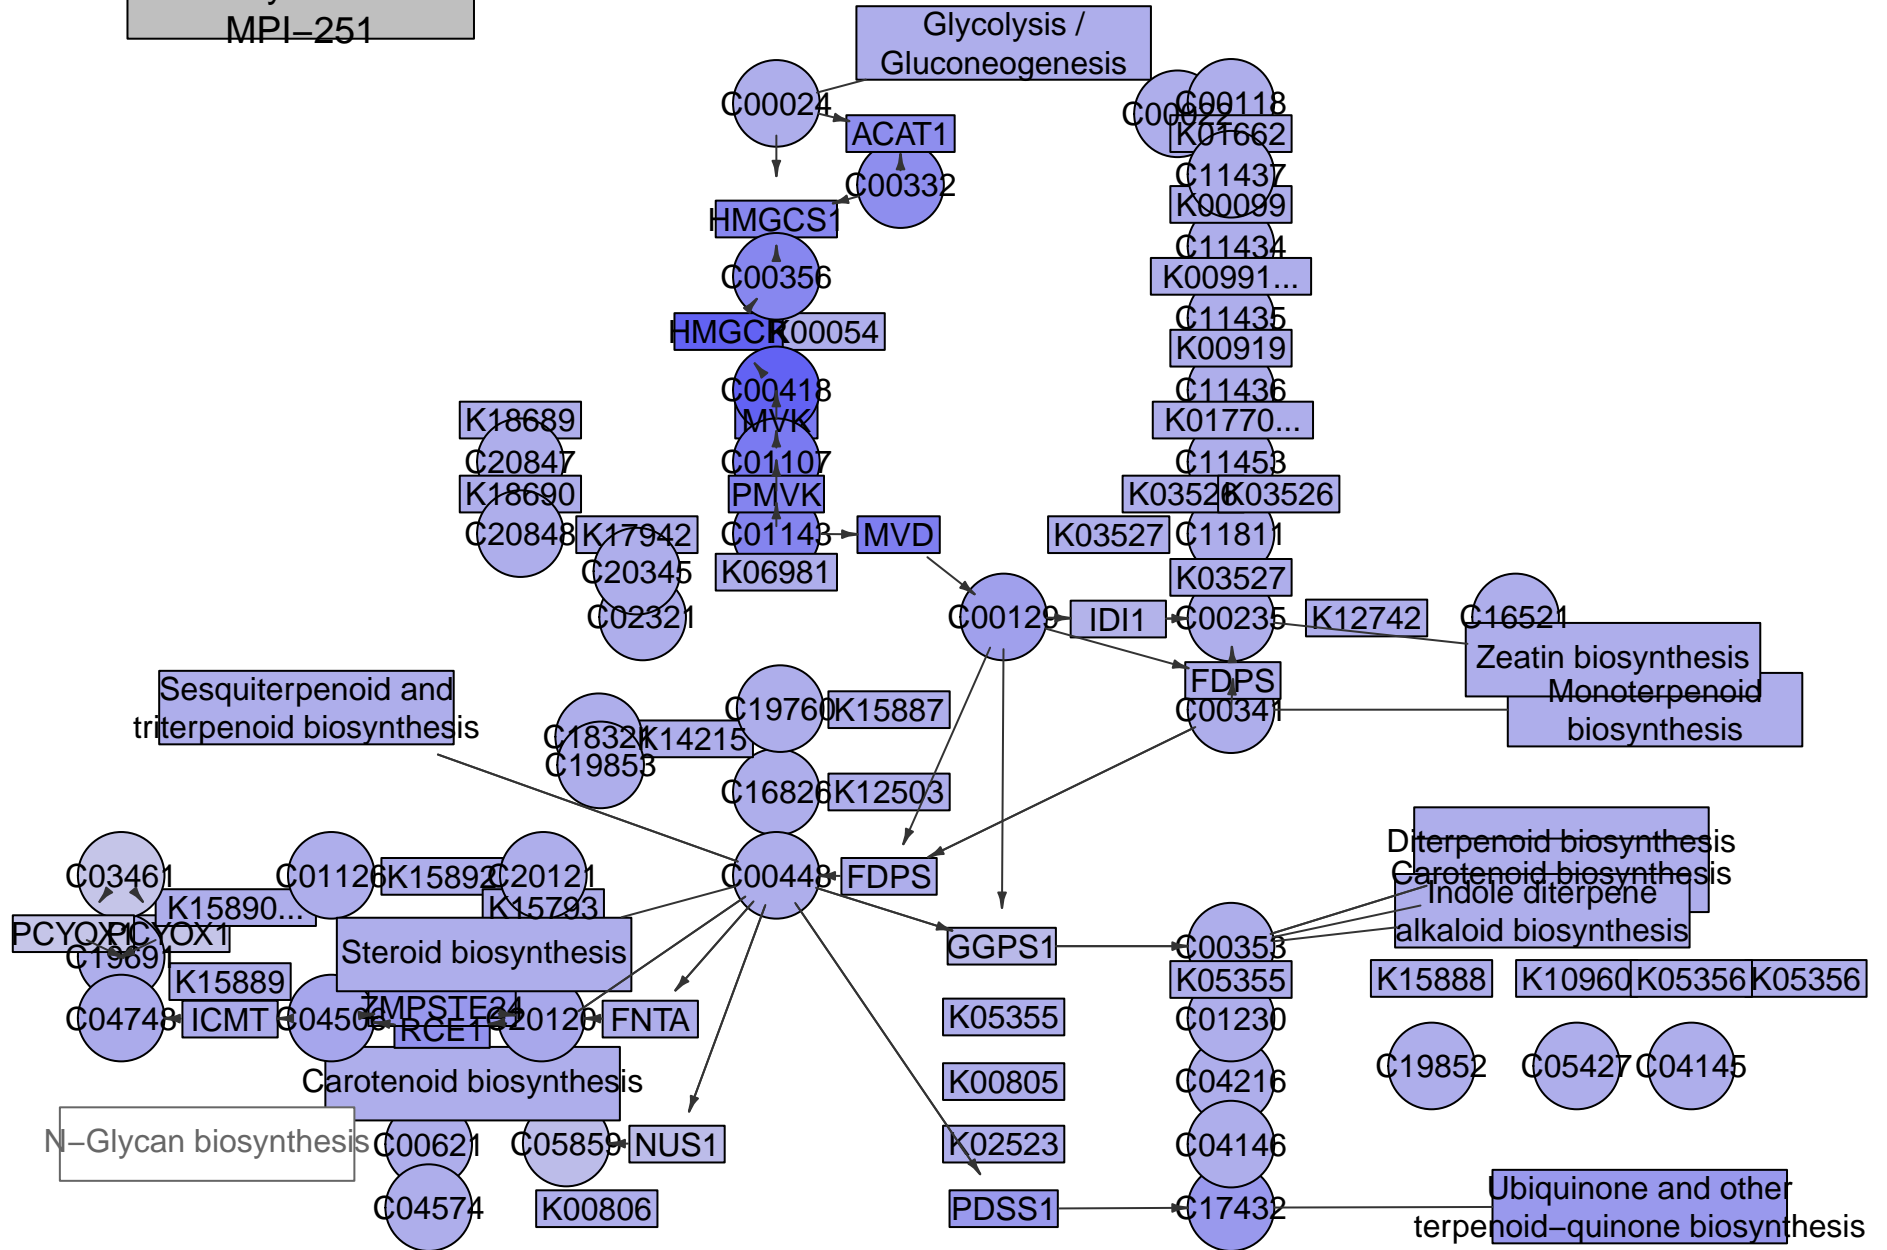 MPI−251
Glycolysis /
Gluconeogenesis
C00024
C00022
C00118
ACAT1
K01662
C00332
C11437
K00099
HMGCS1
C11434
C00356
K00991...
C11435
HMGCR
K00054
K00919
C00418
C11436
K18689
MVK
K01770...
C20847
C01107
C11453
K18690
PMVK
K03526
K03526
C20848
K17942
C01143
MVD
K03527
C11811
C20345
K06981
K03527
C02321
C00129
IDI1
C00235
K12742
C16521
Zeatin biosynthesis
Sesquiterpenoid and
triterpenoid biosynthesis
FDPS
Monoterpenoid
biosynthesis
C19760
K15887
C00341
C18324
K14215
C19853
C16826
K12503
Diterpenoid biosynthesis
Carotenoid biosynthesis
C03461
C01126
K15892
C20121
C00448
FDPS
Indole diterpene
alkaloid biosynthesis
K15890...
K15793
PCYOX1
PCYOX1
Steroid biosynthesis
GGPS1
C00353
C19691
K15889
K05355
K15888
K10960
K05356
K05356
C04748
ICMT
C04506
ZMPSTE24
RCE1
C20120
FNTA
K05355
C01230
C19852
C05427
C04145
Carotenoid biosynthesis
K00805
C04216
N−Glycan biosynthesis
C00621
C05859
NUS1
K02523
C04146
C04574
K00806
PDSS1
C17432
Ubiquinone and other
terpenoid−quinone biosynthesis